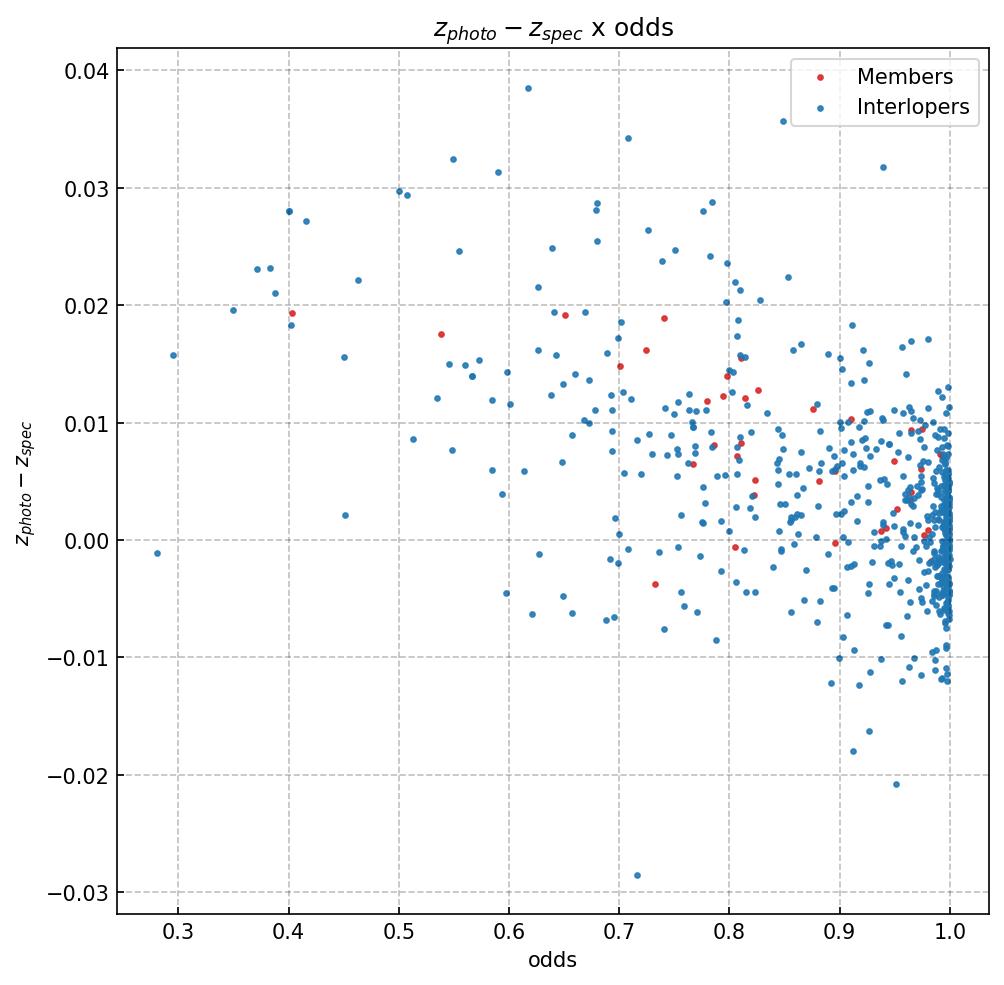 z_photo − z_spec x odds
Members
Interlopers
0.04
0.03
0.02
0.01
0.00
−0.01
−0.02
−0.03
z_photo − z_spec
0.3 0.4 0.5 0.6 0.7 0.8 0.9 1.0
odds